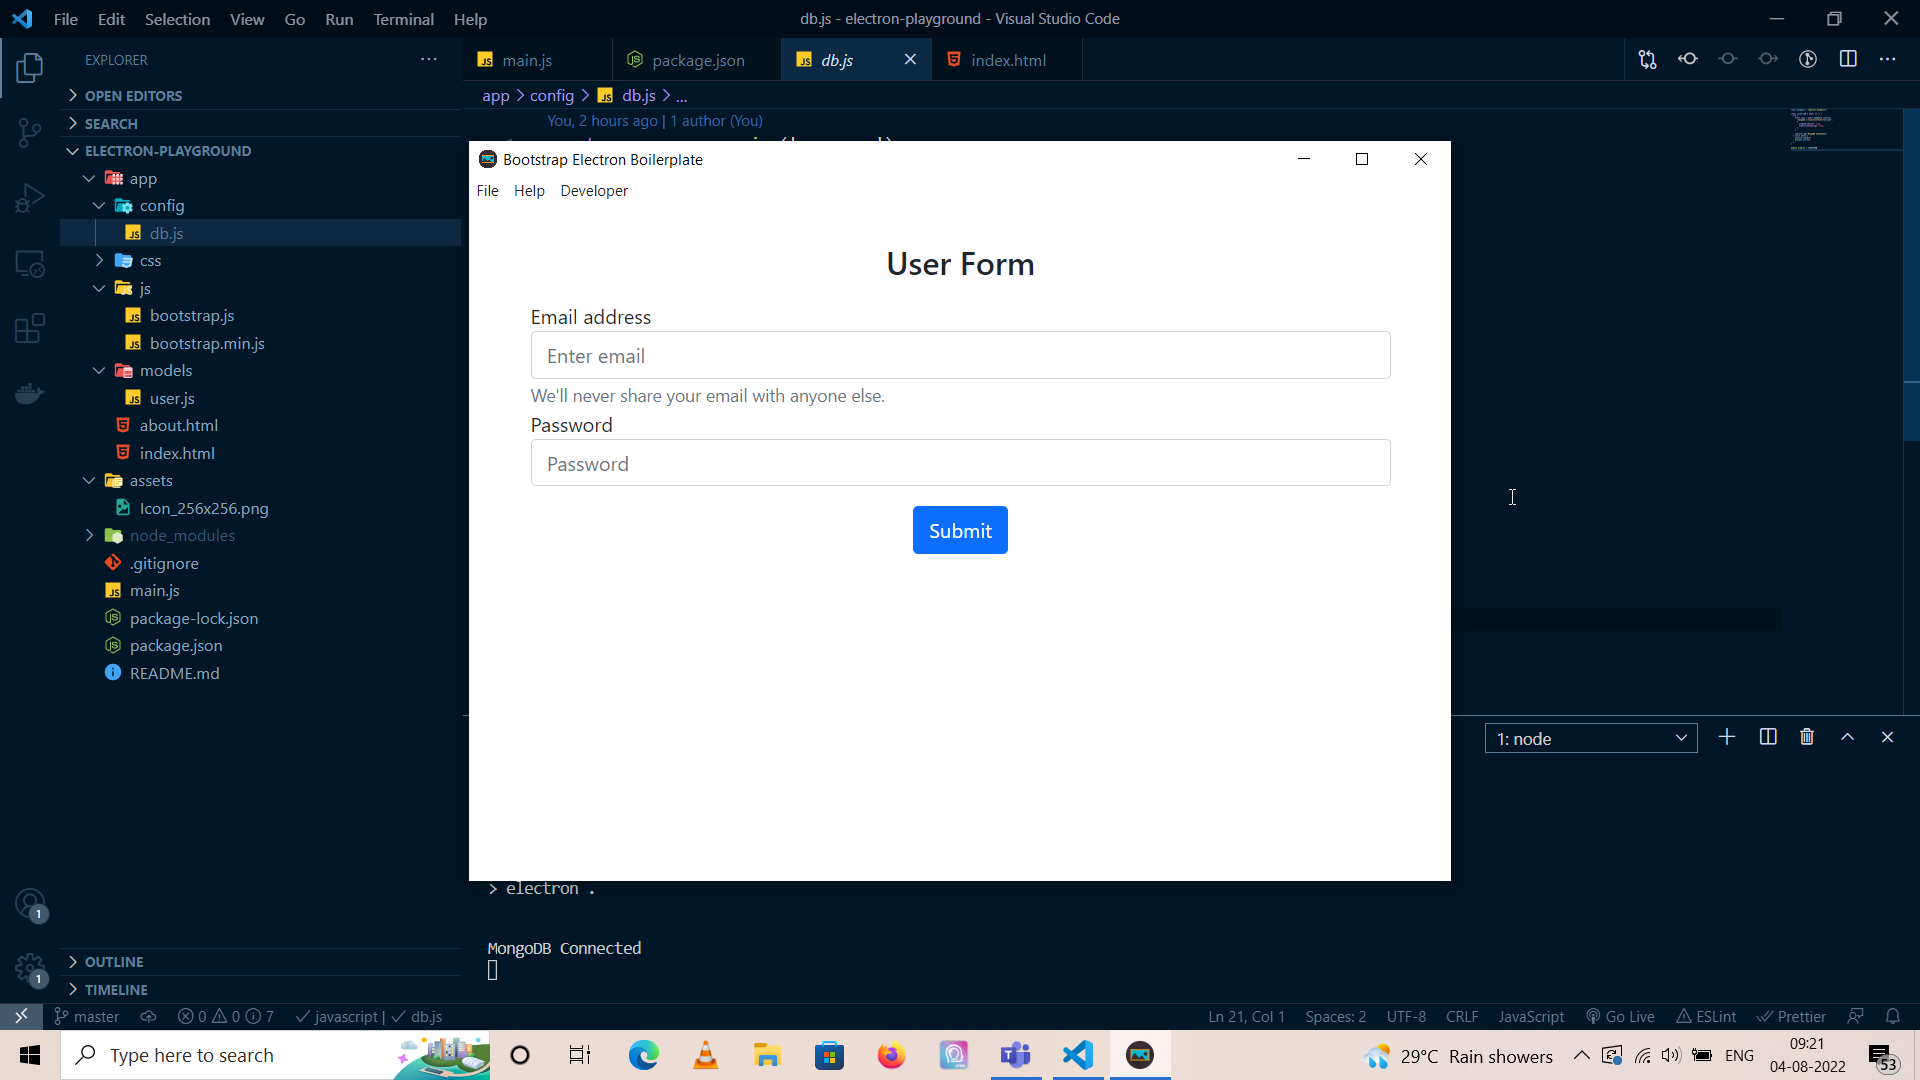 File Edit Selection View Go Run Terminal Help
db.js - electron-playground - Visual Studio Code
EXPLORER
OPEN EDITORS
SEARCH
ELECTRON-PLAYGROUND
app
config
db.js
css
js
bootstrap.js
bootstrap.min.js
models
user.js
about.html
index.html
assets
Icon_256x256.png
node_modules
.gitignore
main.js
package-lock.json
package.json
README.md
OUTLINE
TIMELINE
main.js package.json db.js index.html
app > config > db.js > ...
You, 2 hours ago | 1 author (You)
Bootstrap Electron Boilerplate
File Help Developer
User Form
Email address
Enter email
We'll never share your email with anyone else.
Password
Password
Submit
1: node
> electron .
MongoDB Connected
1
1
master 0 0 7 javascript | db.js
Ln 21, Col 1 Spaces: 2 UTF-8 CRLF JavaScript Go Live ESLint Prettier
Type here to search
29°C Rain showers
ENG
09:21
04-08-2022
53